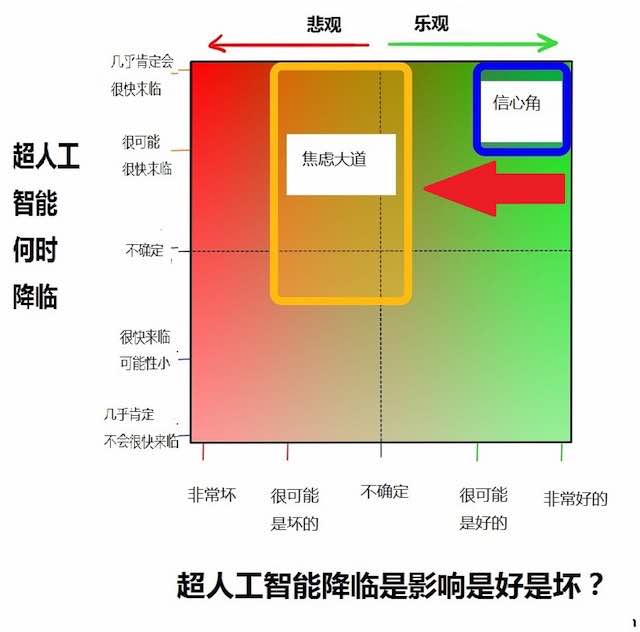 悲观
乐观
几乎肯定会
很快来临
很可能
很快来临
不确定
很快来临
可能性小
几乎肯定
不会很快来临
超人工
智能
何时
降临
信心角
焦虑大道
非常坏
很可能
是坏的
不确定
很可能
是好的
非常好的
超人工智能降临是影响是好是坏？